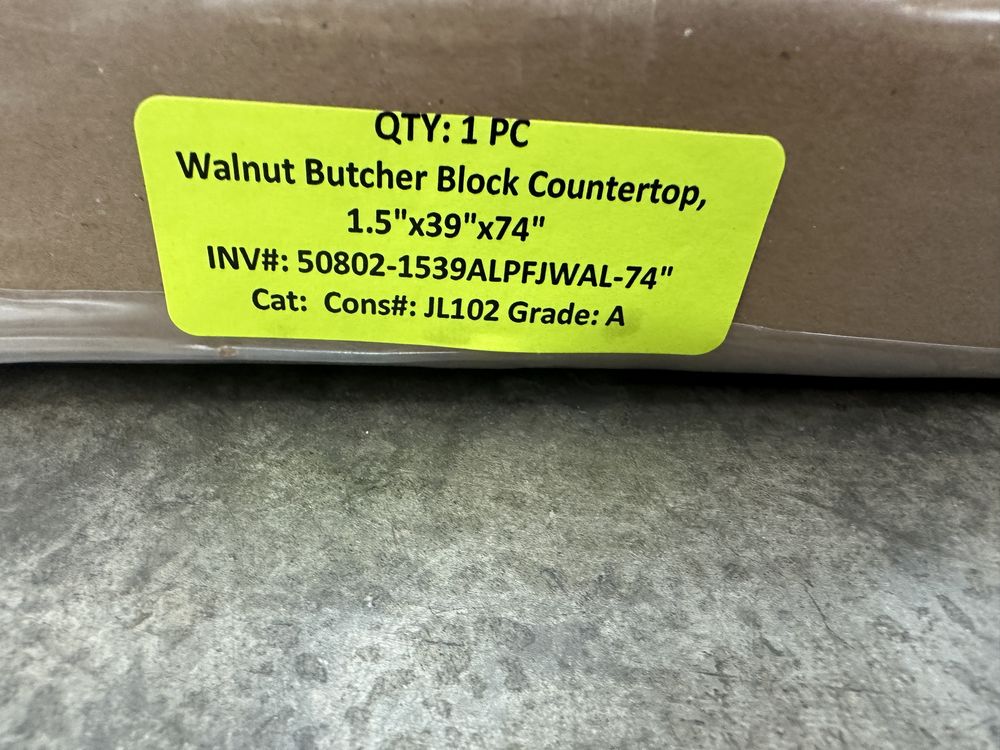 QTY: 1 PC
Walnut Butcher Block Countertop,
1.5"x39"x74"
INV#: 50802-1539ALPFJWAL-74"
Cat:  Cons#: JL102 Grade: A